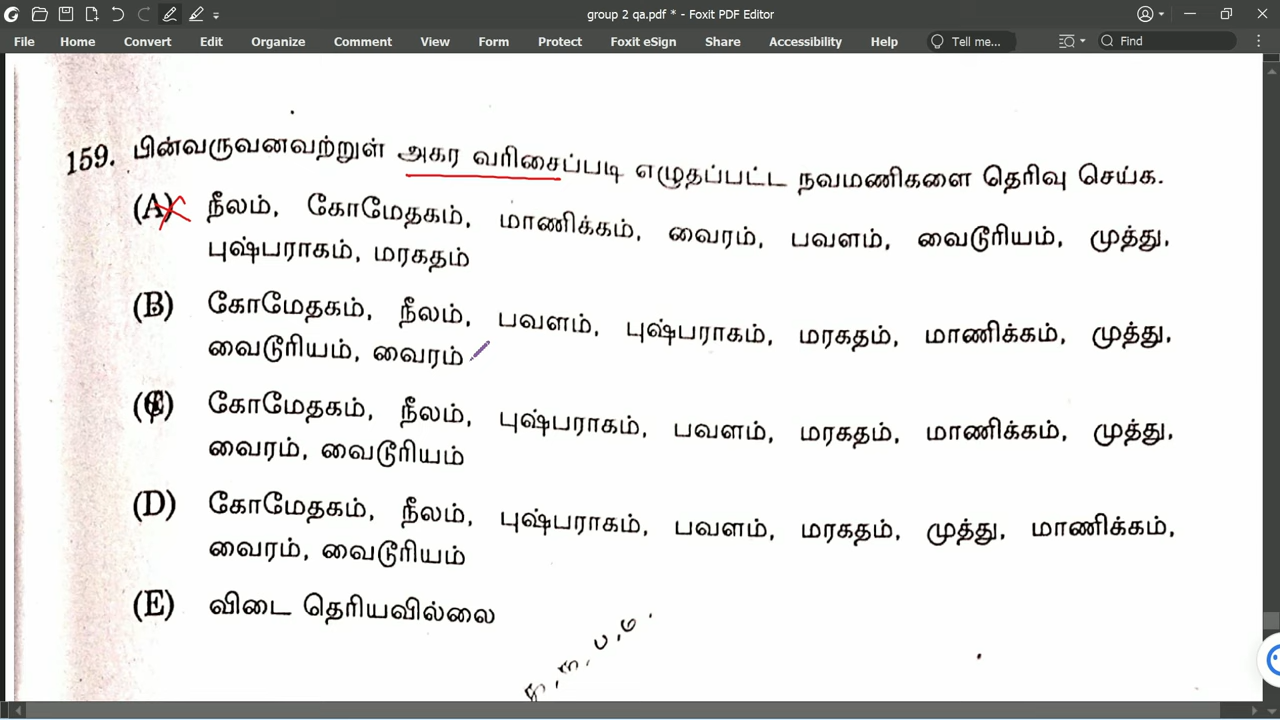 group 2 qa.pdf * - Foxit PDF Editor
File Home Convert Edit Organize Comment View Form Protect Foxit eSign Share Accessibility Help Tell me... Find
159. பின்வருவனவற்றுள் அகர வரிசைப்படி எழுதப்பட்ட நவமணிகளை தெரிவு செய்க.
(A) நீலம், கோமேதகம், மாணிக்கம், வைரம், பவளம், வைடூரியம், முத்து,
புஷ்பராகம், மரகதம்
(B) கோமேதகம், நீலம், பவளம், புஷ்பராகம், மரகதம், மாணிக்கம், முத்து,
வைடூரியம், வைரம்
(C) கோமேதகம், நீலம், புஷ்பராகம், பவளம், மரகதம், மாணிக்கம், முத்து,
வைரம், வைடூரியம்
(D) கோமேதகம், நீலம், புஷ்பராகம், பவளம், மரகதம், முத்து, மாணிக்கம்,
வைரம், வைடூரியம்
(E) விடை தெரியவில்லை